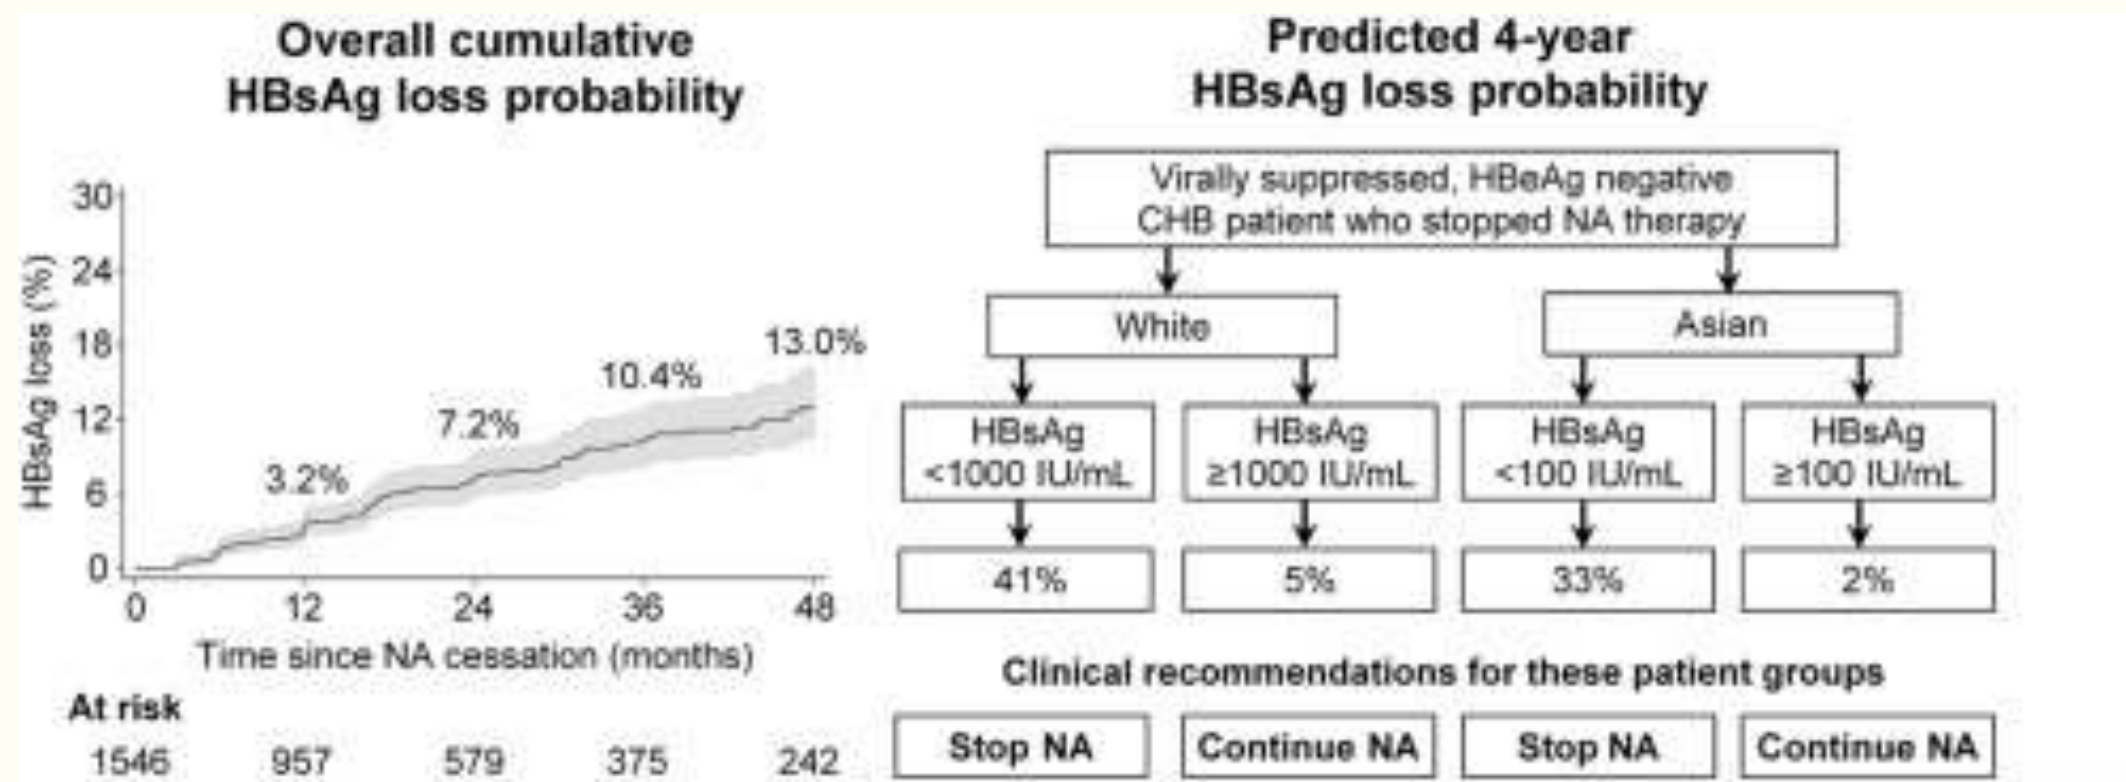 Overall cumulative
HBsAg loss probability
HBsAg loss (%)
30
24
18
12
6
0
3.2%
7.2%
10.4%
13.0%
0 12 24 36 48
Time since NA cessation (months)
At risk
1546 957 579 375 242
Predicted 4-year
HBsAg loss probability
Virally suppressed, HBeAg negative
CHB patient who stopped NA therapy
White Asian
HBsAg
<1000 IU/mL
HBsAg
≥1000 IU/mL
HBsAg
<100 IU/mL
HBsAg
≥100 IU/mL
41% 5% 33% 2%
Clinical recommendations for these patient groups
Stop NA Continue NA Stop NA Continue NA